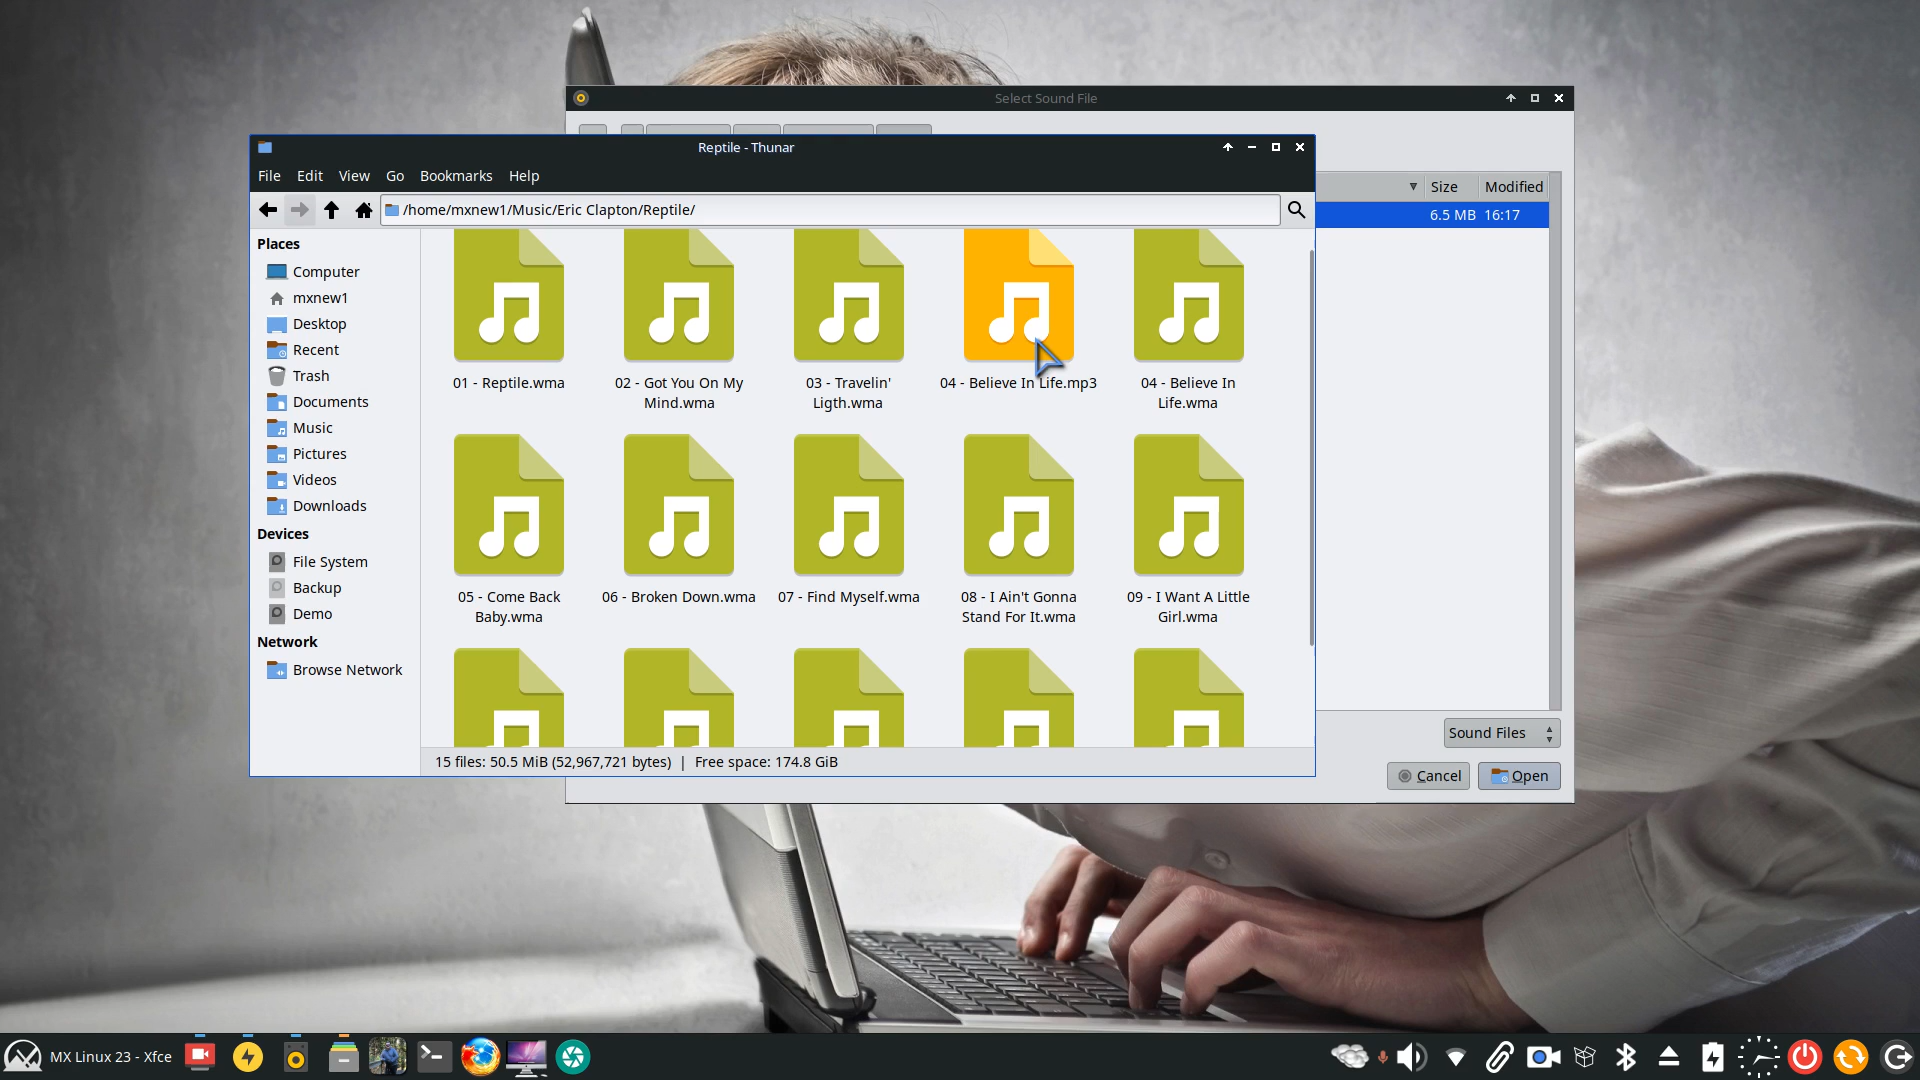 Select Sound File
Reptile - Thunar
File Edit View Go Bookmarks Help
/home/mxnew1/Music/Eric Clapton/Reptile/
Size Modified
6.5 MB 16:17
Places
Computer
mxnew1
Desktop
Recent
Trash
Documents
Music
Pictures
Videos
Downloads
Devices
File System
Backup
Demo
Network
Browse Network
01 - Reptile.wma
02 - Got You On My
Mind.wma
03 - Travelin'
Ligth.wma
04 - Believe In Life.mp3
04 - Believe In
Life.wma
05 - Come Back
Baby.wma
06 - Broken Down.wma
07 - Find Myself.wma
08 - I Ain't Gonna
Stand For It.wma
09 - I Want A Little
Girl.wma
15 files: 50.5 MiB (52,967,721 bytes) | Free space: 174.8 GiB
Sound Files
Cancel Open
MX Linux 23 - Xfce